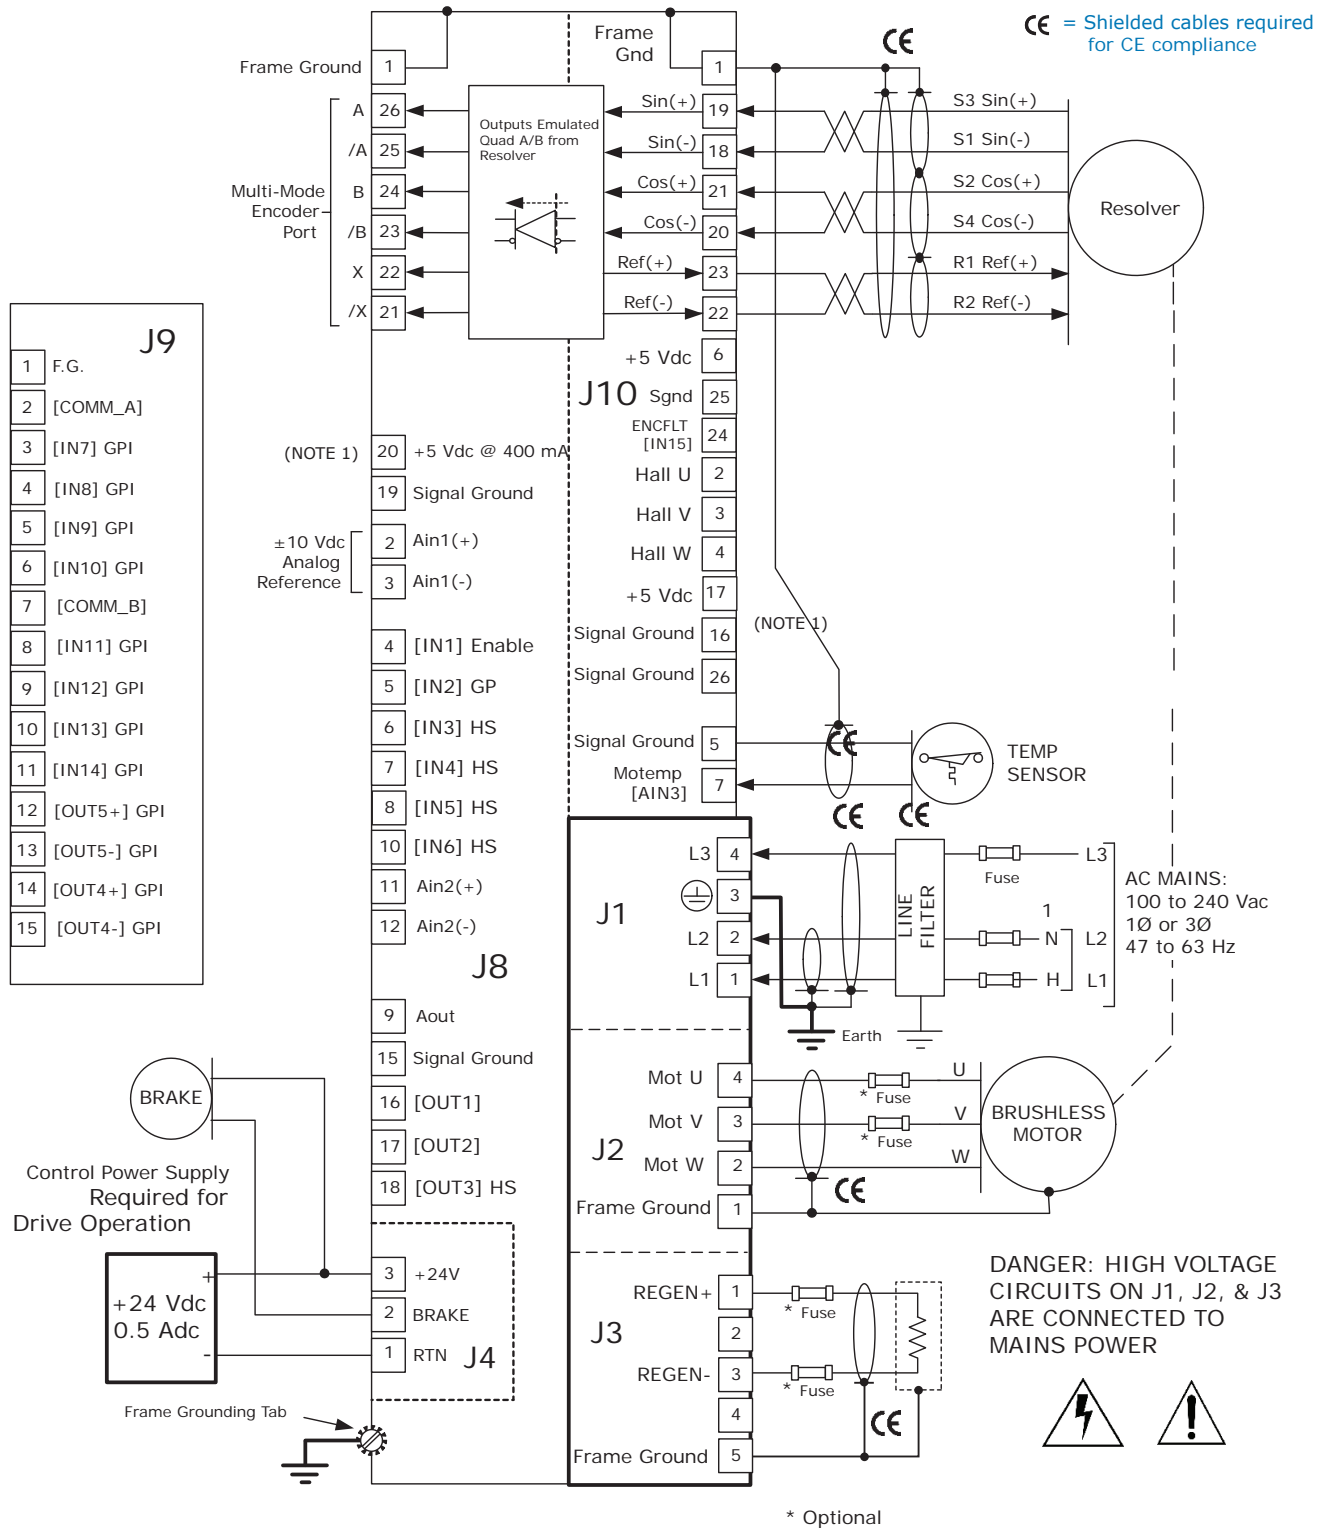 CE = Shielded cables required
for CE compliance
Frame
Gnd
CE
Frame Ground 1
1
A 26
/A 25
B 24
/B 23
X 22
/X 21
Multi-Mode
Encoder
Port
Outputs Emulated
Quad A/B from
Resolver
Sin(+) 19
Sin(-) 18
Cos(+) 21
Cos(-) 20
Ref(+) 23
Ref(-) 22
S3 Sin(+)
S1 Sin(-)
S2 Cos(+)
S4 Cos(-)
R1 Ref(+)
R2 Ref(-)
Resolver
J9
1 F.G.
2 [COMM_A]
3 [IN7] GPI
4 [IN8] GPI
5 [IN9] GPI
6 [IN10] GPI
7 [COMM_B]
8 [IN11] GPI
9 [IN12] GPI
10 [IN13] GPI
11 [IN14] GPI
12 [OUT5+] GPI
13 [OUT5-] GPI
14 [OUT4+] GPI
15 [OUT4-] GPI
(NOTE 1) 20 +5 Vdc @ 400 mA
19 Signal Ground
±10 Vdc
Analog
Reference
2 Ain1(+)
3 Ain1(-)
4 [IN1] Enable
5 [IN2] GP
6 [IN3] HS
7 [IN4] HS
8 [IN5] HS
10 [IN6] HS
11 Ain2(+)
12 Ain2(-)
J8
9 Aout
15 Signal Ground
16 [OUT1]
17 [OUT2]
18 [OUT3] HS
J10
+5 Vdc 6
Sgnd 25
ENCFLT
[IN15] 24
Hall U 2
Hall V 3
Hall W 4
+5 Vdc 17
Signal Ground 16
(NOTE 1)
Signal Ground 26
Signal Ground 5
Motemp
[AIN3] 7
CE
TEMP
SENSOR
CE
CE
J1
L3 4
3
L2 2
L1 1
LINE
FILTER
Fuse
L3
1
N
L2
H
L1
AC MAINS:
100 to 240 Vac
1Ø or 3Ø
47 to 63 Hz
Earth
J2
Mot U 4
Mot V 3
Mot W 2
Frame Ground 1
* Fuse
* Fuse
U
V
W
BRUSHLESS
MOTOR
CE
BRAKE
Control Power Supply
Required for
Drive Operation
+
+24 Vdc
0.5 Adc
-
3 +24V
2 BRAKE
1 RTN
J4
Frame Grounding Tab
J3
REGEN+ 1
2
REGEN- 3
4
Frame Ground 5
* Fuse
* Fuse
CE
DANGER: HIGH VOLTAGE
CIRCUITS ON J1, J2, & J3
ARE CONNECTED TO
MAINS POWER
!
* Optional